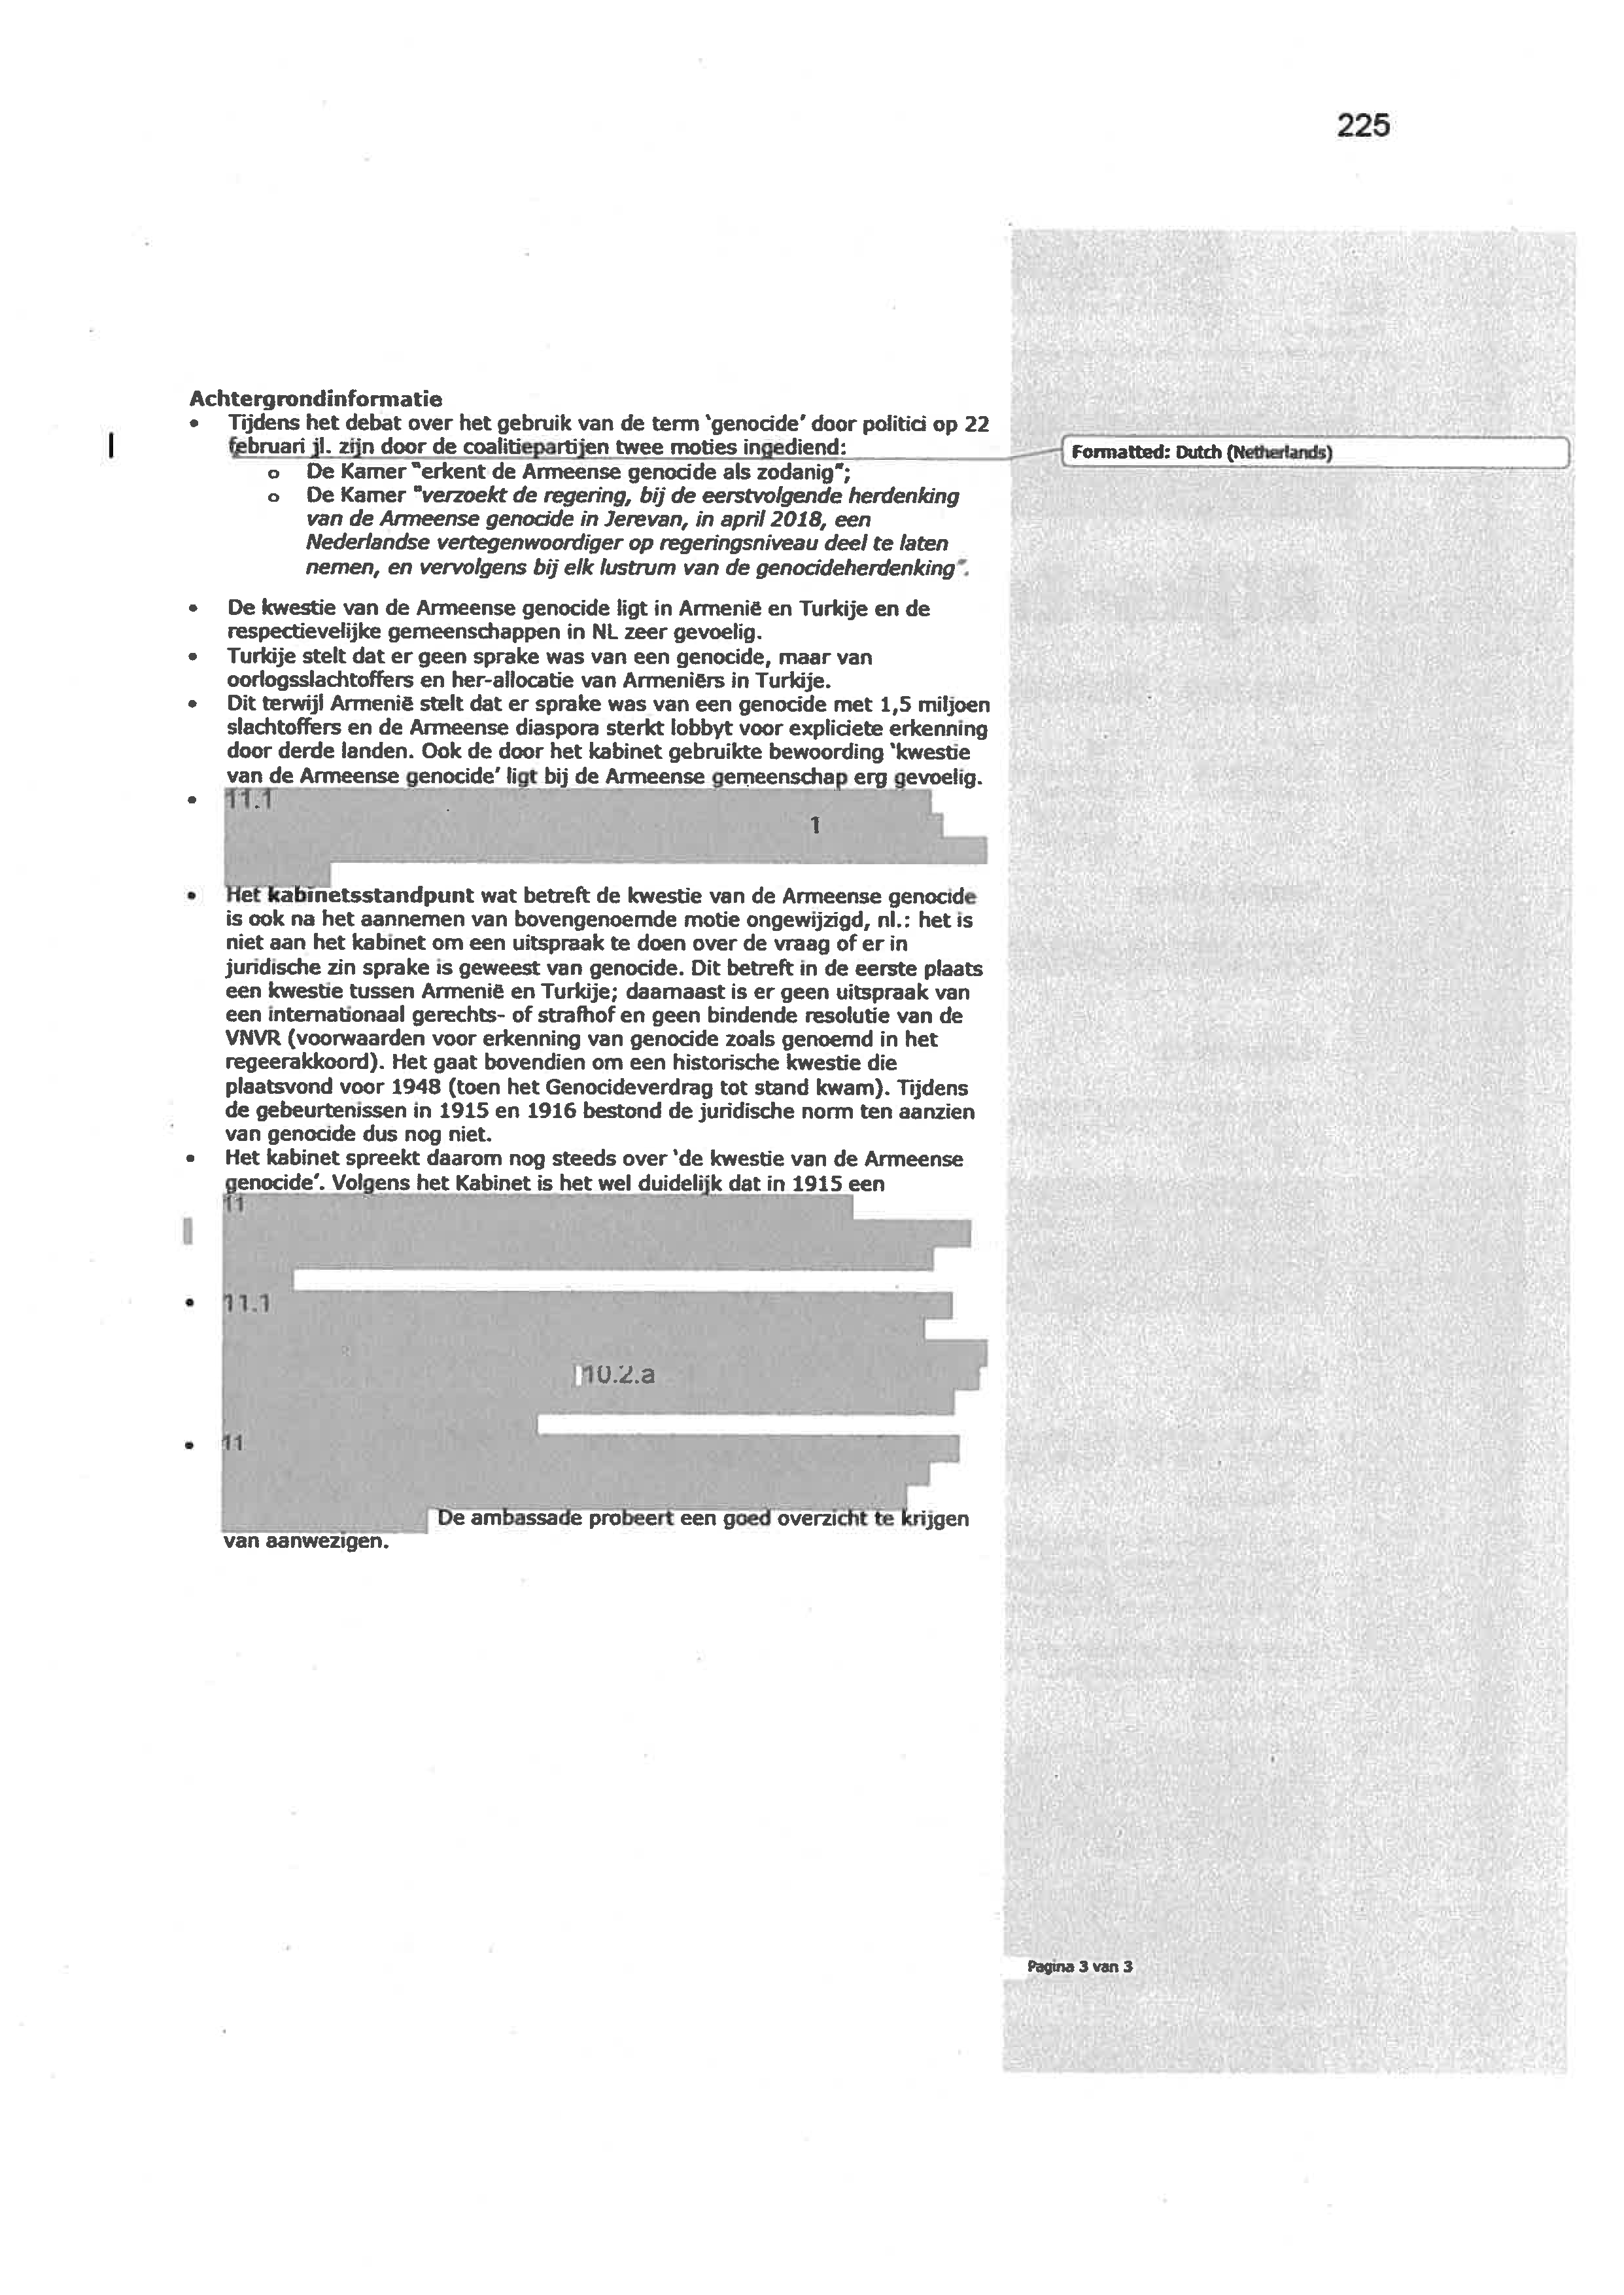 225
Achtergrondinformatie
• Tijdens het debat over het gebruik van de term ‘genocide’ door politici op 22
februari jl. zijn door de coalitiepartijen twee moties ingediend:
Formatted: Dutch (Netherlands)
o De Kamer "erkent de Armeense genocide als zodanig";
o De Kamer "verzoekt de regering, bij de eerstvolgende herdenking
van de Armeense genocide in Jerevan, in april 2018, een
Nederlandse vertegenwoordiger op regeringsniveau deel te laten
nemen, en vervolgens bij elk lustrum van de genocideherdenking".
• De kwestie van de Armeense genocide ligt in Armenië en Turkije en de
respectievelijke gemeenschappen in NL zeer gevoelig.
• Turkije stelt dat er geen sprake was van een genocide, maar van
oorlogsslachtoffers en her-allocatie van Armeniërs in Turkije.
• Dit terwijl Armenië stelt dat er sprake was van een genocide met 1,5 miljoen
slachtoffers en de Armeense diaspora sterkt lobbyt voor expliciete erkenning
door derde landen. Ook de door het kabinet gebruikte bewoording ‘kwestie
van de Armeense genocide’ ligt bij de Armeense gemeenschap erg gevoelig.
• 11.1
1
• Het kabinetsstandpunt wat betreft de kwestie van de Armeense genocide
is ook na het aannemen van bovengenoemde motie ongewijzigd, nl.: het is
niet aan het kabinet om een uitspraak te doen over de vraag of er in
juridische zin sprake is geweest van genocide. Dit betreft in de eerste plaats
een kwestie tussen Armenië en Turkije; daarnaast is er geen uitspraak van
een internationaal gerechts- of strafhof en geen bindende resolutie van de
VNVR (voorwaarden voor erkenning van genocide zoals genoemd in het
regeerakkoord). Het gaat bovendien om een historische kwestie die
plaatsvond voor 1948 (toen het Genocideverdrag tot stand kwam). Tijdens
de gebeurtenissen in 1915 en 1916 bestond de juridische norm ten aanzien
van genocide dus nog niet.
• Het kabinet spreekt daarom nog steeds over ‘de kwestie van de Armeense
genocide’. Volgens het Kabinet is het wel duidelijk dat in 1915 een
11
• 11.1
10.2.a
• 11
De ambassade probeert een goed overzicht te krijgen
van aanwezigen.
Pagina 3 van 3